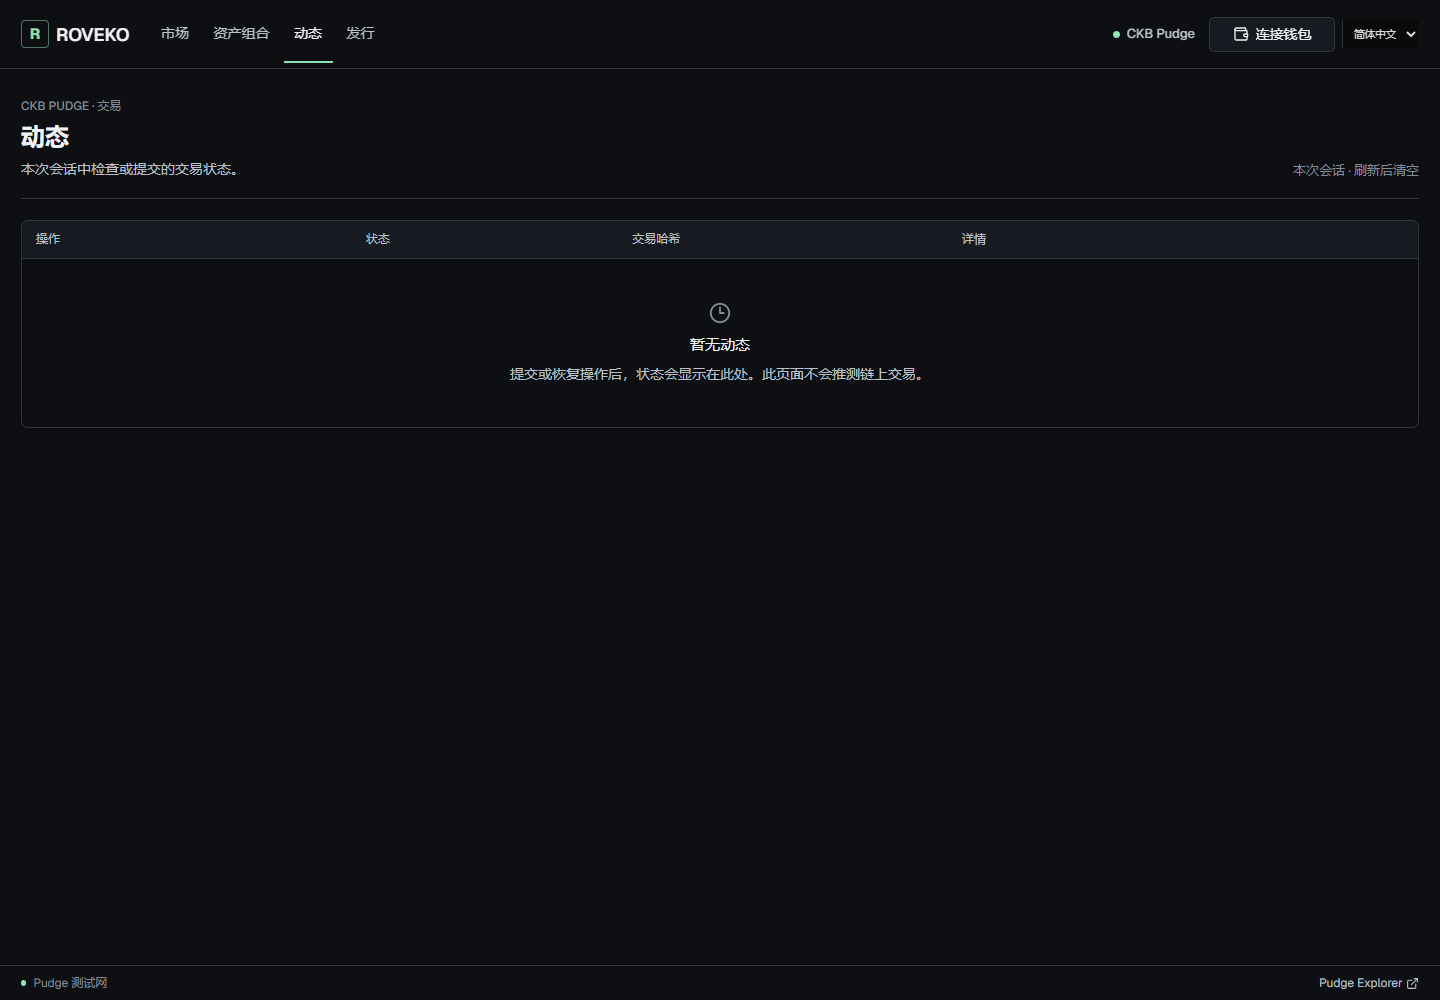 R ROVEKO 市场 资产组合 动态 发行 CKB Pudge 连接钱包 简体中文
CKB PUDGE · 交易
动态
本次会话中检查或提交的交易状态。 本次会话 · 刷新后清空
操作 状态 交易哈希 详情
暂无动态
提交或恢复操作后，状态会显示在此处。此页面不会推测链上交易。
Pudge 测试网 Pudge Explorer